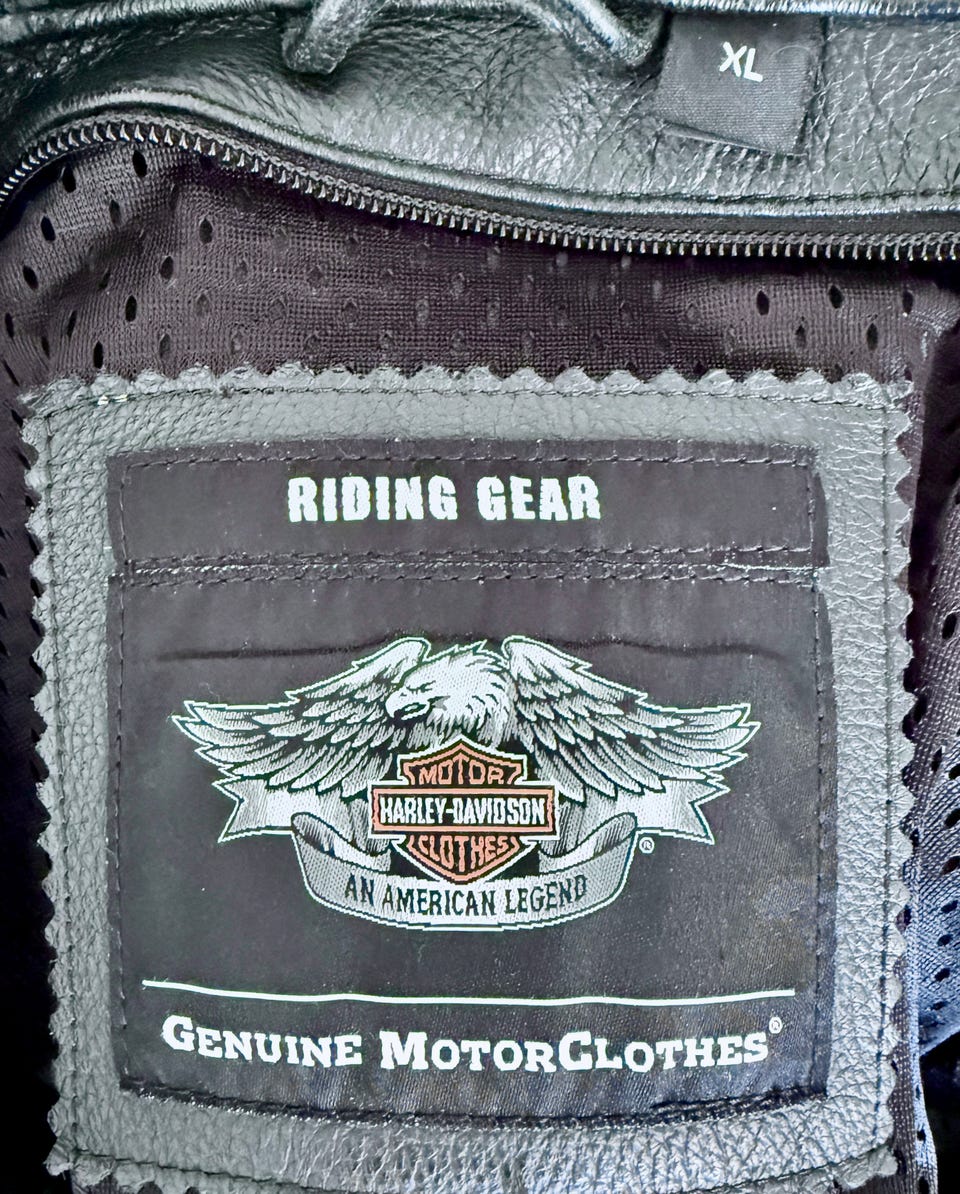 XL
RIDING GEAR
MOTOR
HARLEY-DAVIDSON
CLOTHES
®
AN AMERICAN LEGEND
GENUINE MOTORCLOTHES®